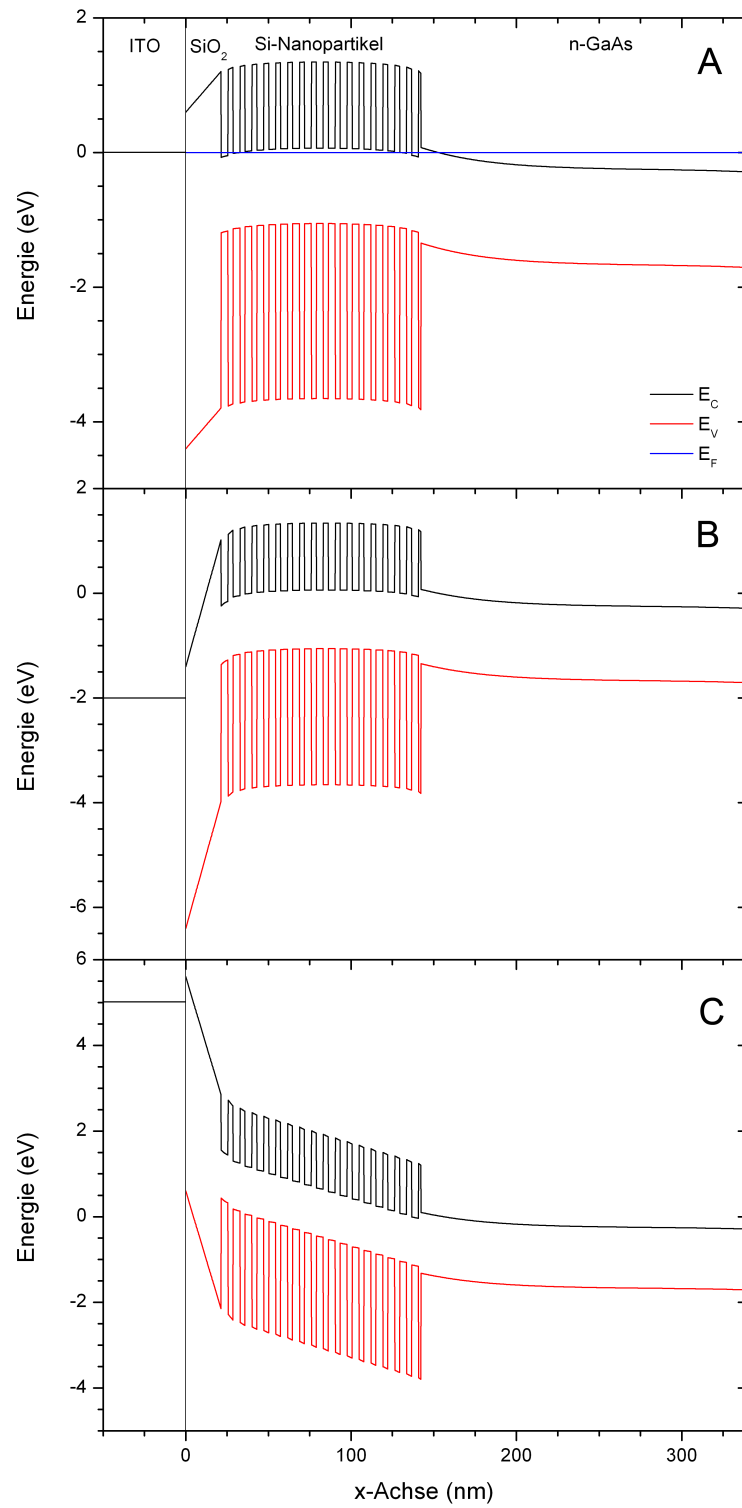 ITO SiO2 Si-Nanopartikel n-GaAs
A
2
0
-2
-4
Energie (eV)
EC
EV
EF
2
B
0
-2
-4
-6
Energie (eV)
6
C
4
2
0
-2
-4
Energie (eV)
0 100 200 300
x-Achse (nm)